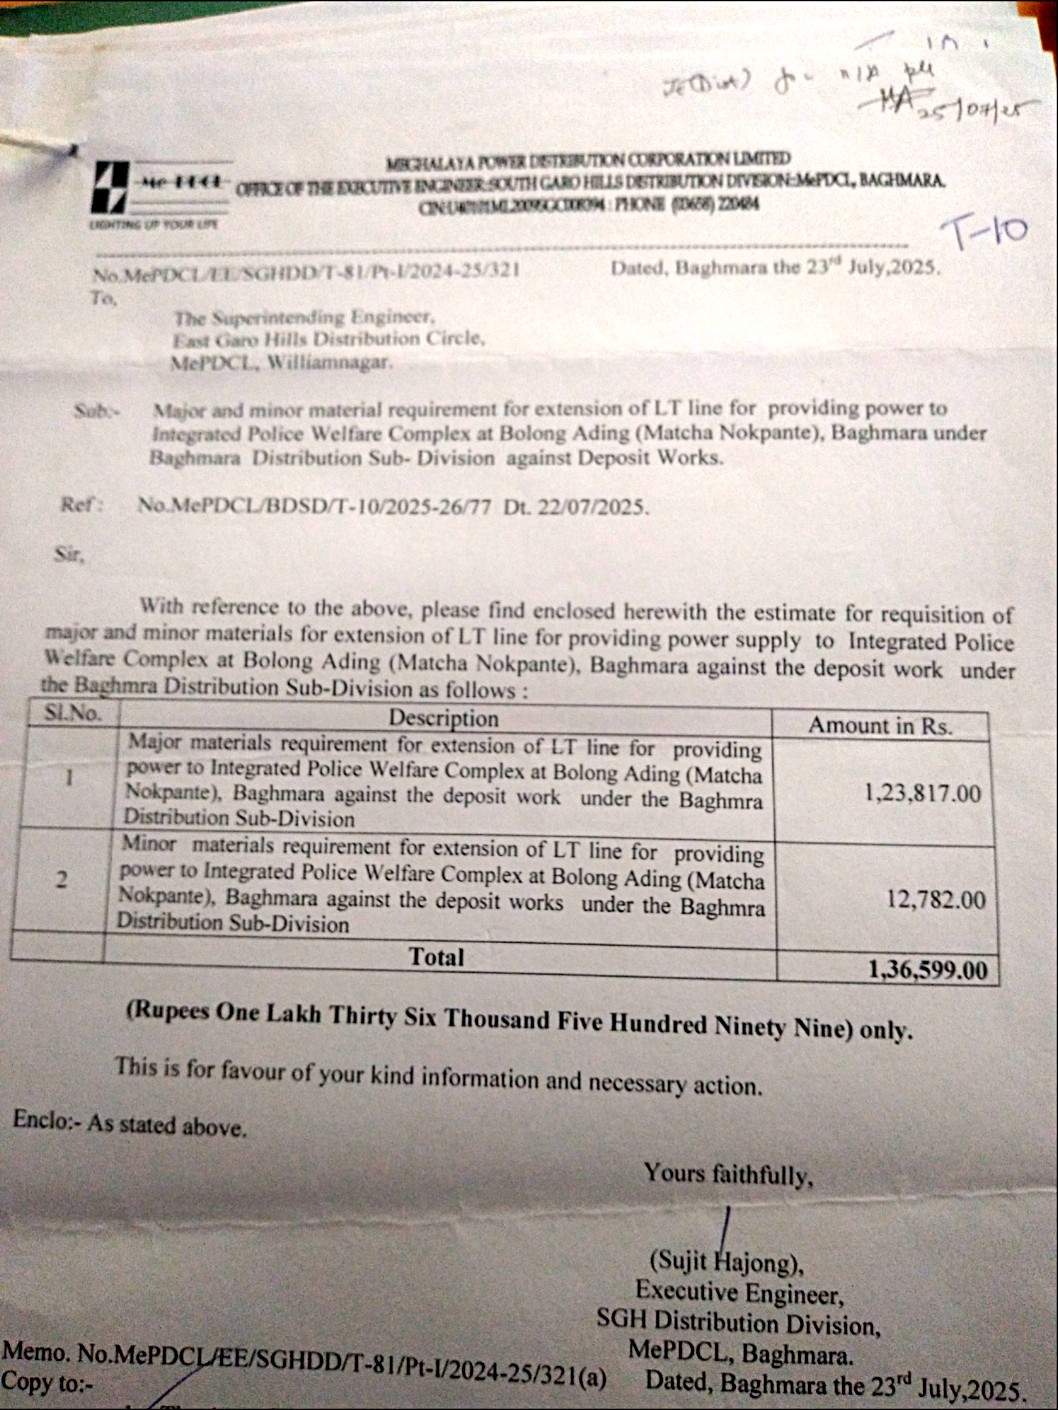 JE(Dist) for n/a pl
25/07/25
MEGHALAYA POWER DISTRIBUTION CORPORATION LIMITED
Me PDCL
OFFICE OF THE EXECUTIVE ENGINEER:SOUTH GARO HILLS DISTRIBUTION DIVISION:MePDCL, BAGHMARA.
PHONE (03658) 220484
LIGHTING UP YOUR LIFE
T-10
No.MePDCL/EE/SGHDD/T-81/Pt-I/2024-25/321 Dated, Baghmara the 23rd July,2025.
To,
The Superintending Engineer,
East Garo Hills Distribution Circle,
MePDCL, Williamnagar.
Sub:- Major and minor material requirement for extension of LT line for providing power to
Integrated Police Welfare Complex at Bolong Ading (Matcha Nokpante), Baghmara under
Baghmara Distribution Sub- Division against Deposit Works.
Ref : No.MePDCL/BDSD/T-10/2025-26/77 Dt. 22/07/2025.
Sir,
With reference to the above, please find enclosed herewith the estimate for requisition of
major and minor materials for extension of LT line for providing power supply to Integrated Police
Welfare Complex at Bolong Ading (Matcha Nokpante), Baghmara against the deposit work under
the Baghmra Distribution Sub-Division as follows :
Sl.No. Description Amount in Rs.
1 Major materials requirement for extension of LT line for providing
power to Integrated Police Welfare Complex at Bolong Ading (Matcha
Nokpante), Baghmara against the deposit work under the Baghmra
Distribution Sub-Division
1,23,817.00
2 Minor materials requirement for extension of LT line for providing
power to Integrated Police Welfare Complex at Bolong Ading (Matcha
Nokpante), Baghmara against the deposit works under the Baghmra
Distribution Sub-Division
12,782.00
Total 1,36,599.00
(Rupees One Lakh Thirty Six Thousand Five Hundred Ninety Nine) only.
This is for favour of your kind information and necessary action.
Enclo:- As stated above.
Yours faithfully,
(Sujit Hajong),
Executive Engineer,
SGH Distribution Division,
MePDCL, Baghmara.
Memo. No.MePDCL/EE/SGHDD/T-81/Pt-I/2024-25/321(a) Dated, Baghmara the 23rd July,2025.
Copy to:-